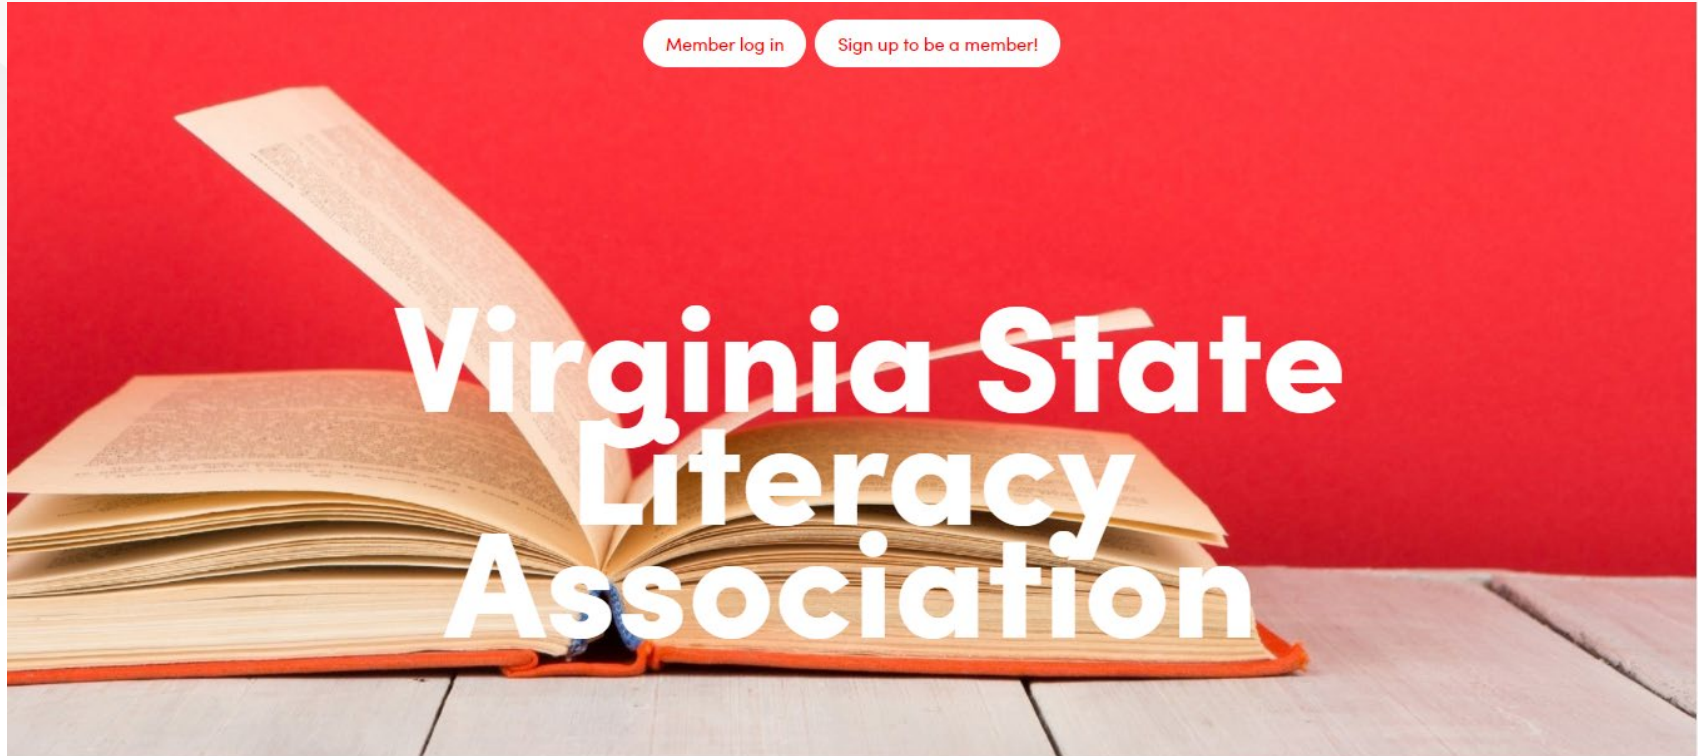 Member log in
Sign up to be a member!
Virginia State
Literacy
Association